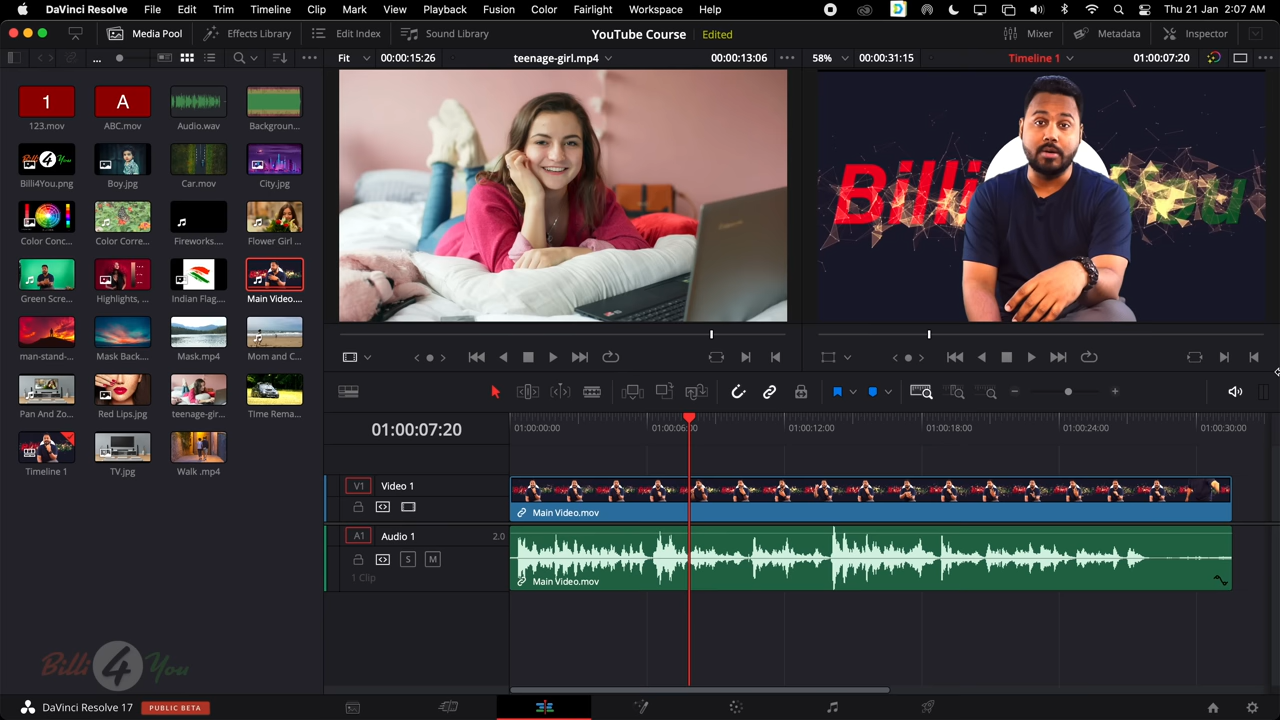 DaVinci Resolve File Edit Trim Timeline Clip Mark View Playback Fusion Color Fairlight Workspace Help Thu 21 Jan 2:07 AM
Media Pool Effects Library Edit Index Sound Library YouTube Course Edited Mixer Metadata Inspector
Fit 00:00:15:26 teenage-girl.mp4 00:00:13:06 58% 00:00:31:15 Timeline 1 01:00:07:20
1 A
123.mov ABC.mov Audio.wav Backgroun...
Billi4You.png Boy.jpg Car.mov City.jpg
Color Conc... Color Corre... Fireworks.... Flower Girl ...
Green Scre... Highlights, ... Indian Flag.... Main Video....
man-stand-... Mask Back.... Mask.mp4 Mom and C...
Pan And Zo... Red Lips.jpg teenage-gir... TIme Rema...
Timeline 1 TV.jpg Walk .mp4
Billi You
01:00:07:20
01:00:00:00 01:00:06:00 01:00:12:00 01:00:18:00 01:00:24:00 01:00:30:00
V1 Video 1
Main Video.mov
A1 Audio 1 2.0
S M
1 Clip
Main Video.mov
Billi 4 You
DaVinci Resolve 17 PUBLIC BETA